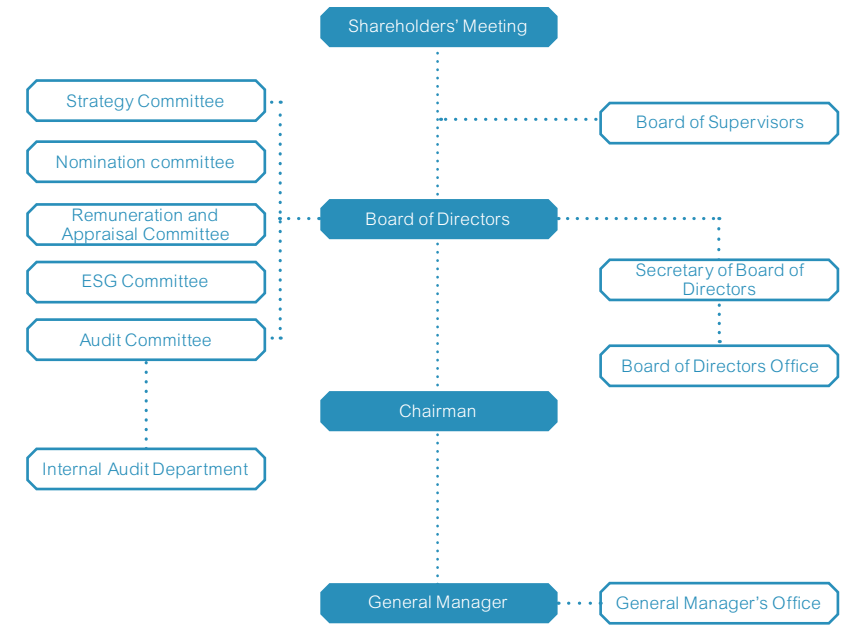 Shareholders' Meeting
Strategy Committee
Board of Supervisors
Nomination committee
Remuneration and
Appraisal Committee
Board of Directors
Secretary of Board of
Directors
ESG Committee
Audit Committee
Board of Directors Office
Chairman
Internal Audit Department
General Manager
General Manager's Office